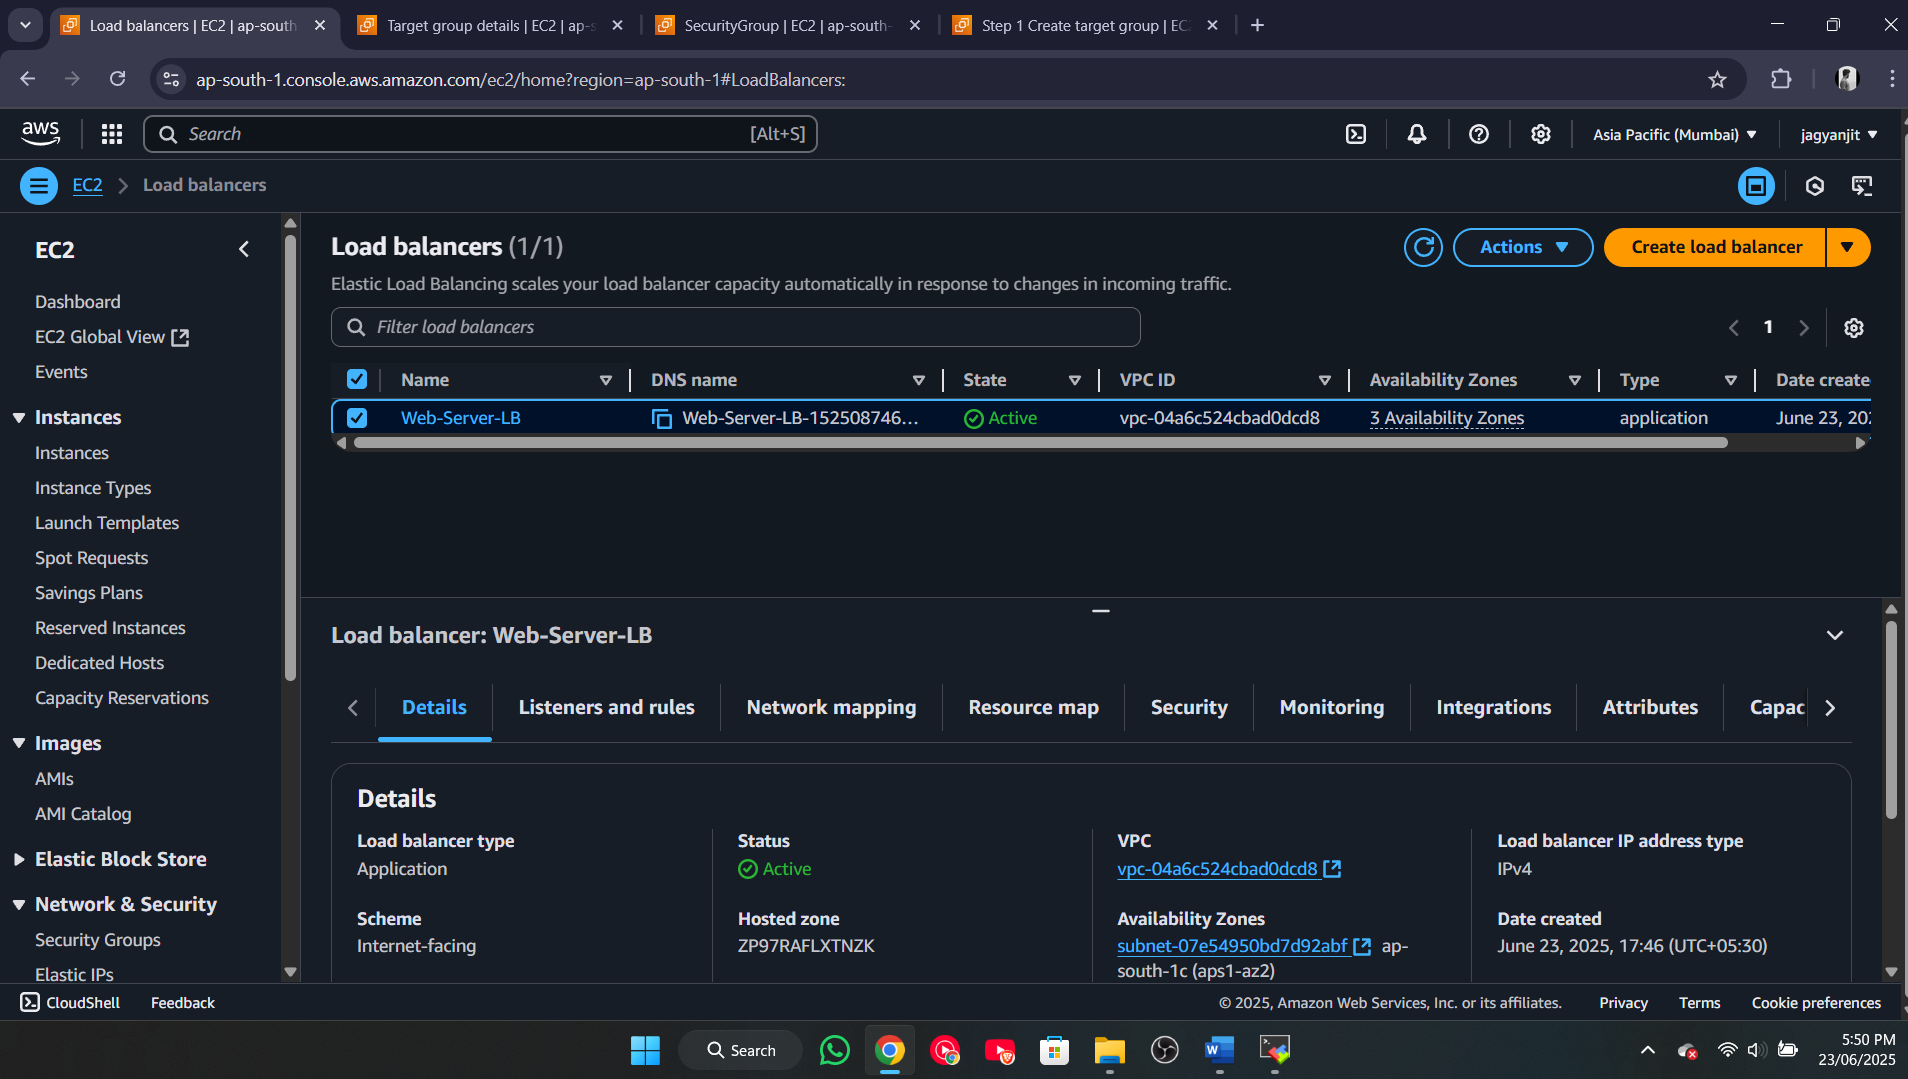 Load balancers | EC2 | ap-south
Target group details | EC2 | ap-s
SecurityGroup | EC2 | ap-south-
Step 1 Create target group | EC2
ap-south-1.console.aws.amazon.com/ec2/home?region=ap-south-1#LoadBalancers:
aws
Search
[Alt+S]
Asia Pacific (Mumbai)
jagyanjit
EC2
Load balancers
EC2
Dashboard
EC2 Global View
Events
Instances
Instances
Instance Types
Launch Templates
Spot Requests
Savings Plans
Reserved Instances
Dedicated Hosts
Capacity Reservations
Images
AMIs
AMI Catalog
Elastic Block Store
Network & Security
Security Groups
Elastic IPs
Load balancers (1/1)
Actions
Create load balancer
Elastic Load Balancing scales your load balancer capacity automatically in response to changes in incoming traffic.
Filter load balancers
1
Name
DNS name
State
VPC ID
Availability Zones
Type
Date create
Web-Server-LB
Web-Server-LB-152508746...
Active
vpc-04a6c524cbad0dcd8
3 Availability Zones
application
June 23, 202
Load balancer: Web-Server-LB
Details
Listeners and rules
Network mapping
Resource map
Security
Monitoring
Integrations
Attributes
Capac
Details
Load balancer type
Application
Status
Active
VPC
vpc-04a6c524cbad0dcd8
Load balancer IP address type
IPv4
Scheme
Internet-facing
Hosted zone
ZP97RAFLXTNZK
Availability Zones
subnet-07e54950bd7d92abf ap-
south-1c (aps1-az2)
Date created
June 23, 2025, 17:46 (UTC+05:30)
CloudShell
Feedback
© 2025, Amazon Web Services, Inc. or its affiliates.
Privacy
Terms
Cookie preferences
Search
5:50 PM
23/06/2025